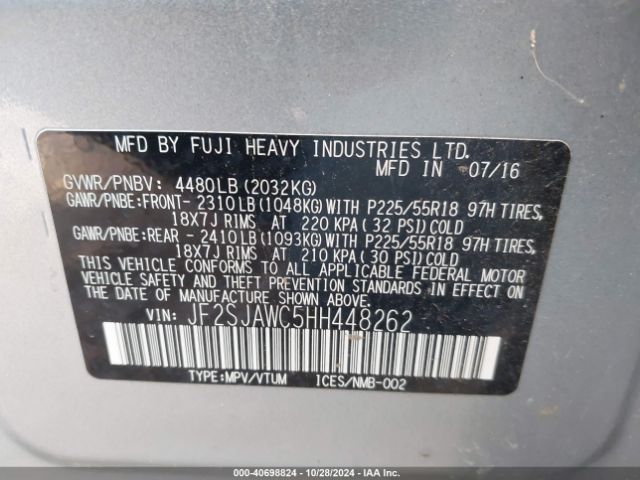 MFD BY FUJI HEAVY INDUSTRIES LTD.
MFD IN 07/16
GVWR/PNBV: 4480LB(2032KG)
GAWR/PNBE:FRONT- 2310LB(1048KG)WITH P225/55R18 97H TIRES,
18X7J RIMS AT 220 KPA(32 PSI)COLD
GAWR/PNBE:REAR - 2410LB(1093KG)WITH P225/55R18 97H TIRES,
18X7J RIMS AT 210 KPA(30 PSI)COLD
THIS VEHICLE CONFORMS TO ALL APPLICABLE FEDERAL MOTOR
VEHICLE SAFETY AND THEFT PREVENTION STANDARDS IN EFFECT ON
THE DATE OF MANUFACTURE SHOWN ABOVE.
VIN: JF2SJAWC5HH448262
TYPE:MPV/VTUM ICES/NMB-002
000-40698824 | 10/28/2024 | IAAI.com